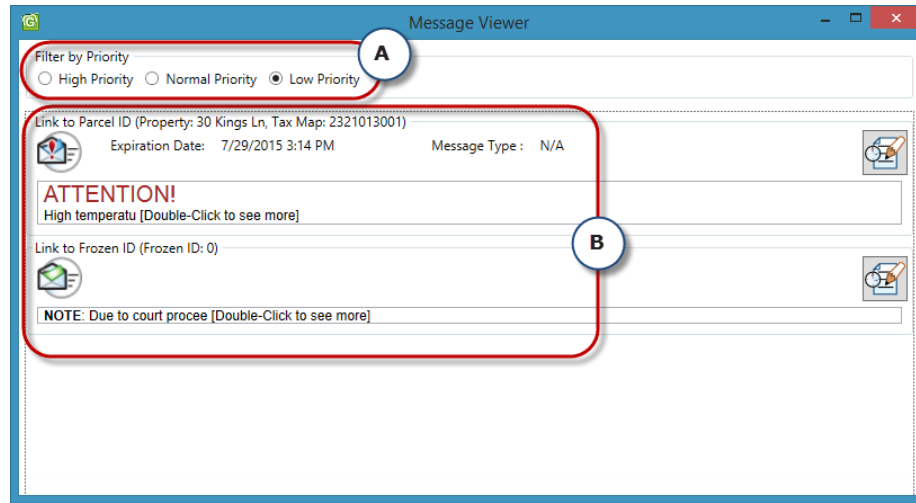 Message Viewer
Filter by Priority
A
High Priority Normal Priority Low Priority
Link to Parcel ID (Property: 30 Kings Ln, Tax Map: 2321013001)
Expiration Date: 7/29/2015 3:14 PM Message Type : N/A
ATTENTION!
High temperatu [Double-Click to see more]
B
Link to Frozen ID (Frozen ID: 0)
NOTE: Due to court procee [Double-Click to see more]